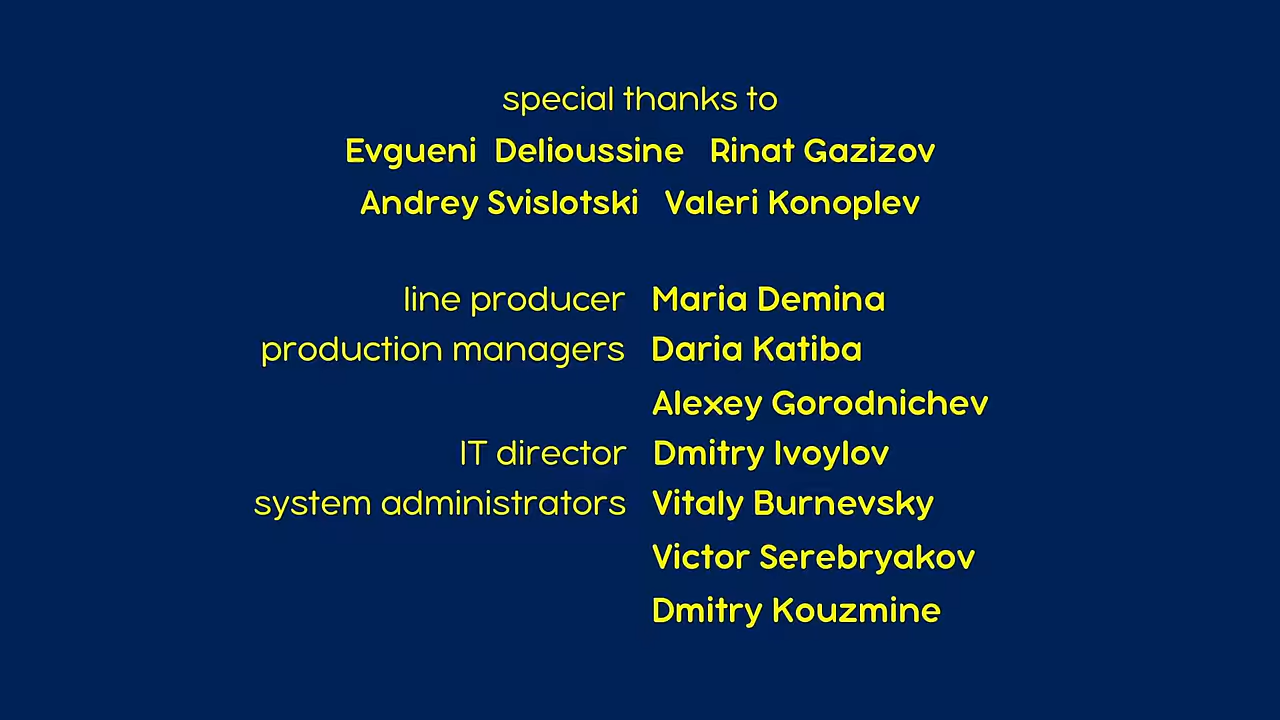 special thanks to
Evgueni Delioussine Rinat Gazizov
Andrey Svislotski Valeri Konoplev
line producer Maria Demina
production managers Daria Katiba
Alexey Gorodnichev
IT director Dmitry Ivoylov
system administrators Vitaly Burnevsky
Victor Serebryakov
Dmitry Kouzmine